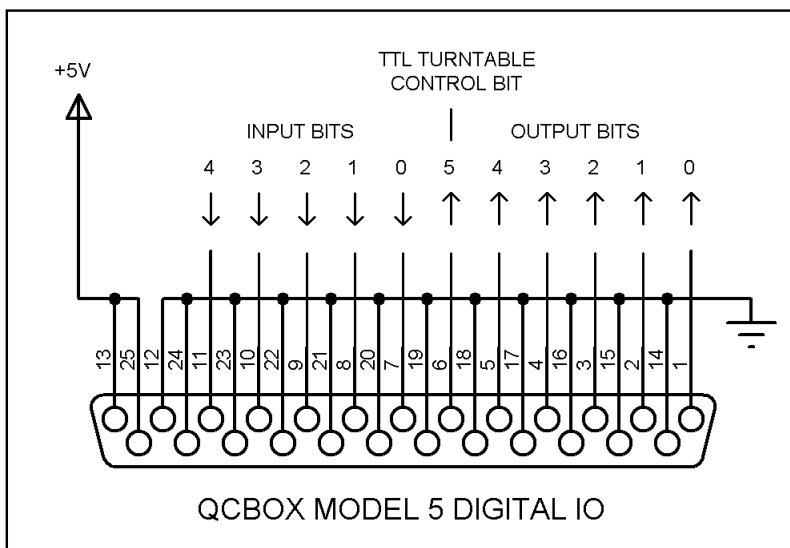 TTL TURNTABLE
CONTROL BIT
+5V
INPUT BITS
OUTPUT BITS
4 3 2 1 0 5 4 3 2 1 0
13 25 12 24 11 23 10 22 9 21 8 20 7 19 6 18 5 17 4 16 3 15 2 14 1
QCBOX MODEL 5 DIGITAL IO